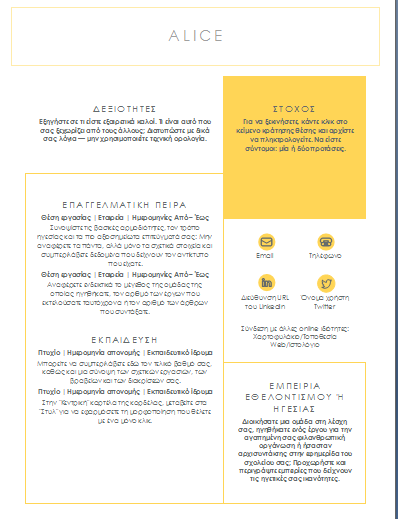 ALICE
ΔΕΞΙΟΤΗΤΕΣ
Εξηγήστε σε τι είστε εξαιρετικά καλοί. Τι είναι αυτό που
σας ξεχωρίζει από τους άλλους; Διατυπώστε με δικά
σας λόγια — μην χρησιμοποιείτε τεχνική ορολογία.
ΣΤΟΧΟΣ
Για να ξεκινήσετε, κάντε κλικ στο
κείμενο κράτησης θέσης και αρχίστε
να πληκτρολογείτε. Να είστε
σύντομοι: μία ή δύο προτάσεις.
ΕΠΑΓΓΕΛΜΑΤΙΚΗ ΠΕΙΡΑ
Θέση εργασίας | Εταιρεία | Ημερομηνίες Από– Έως
Συνοψίστε τις βασικές αρμοδιότητες, τον τρόπο
ηγεσίας και τα πιο αξιοσημείωτα επιτεύγματά σας. Μην
αναφέρετε τα πάντα, αλλά μόνο τα σχετικά στοιχεία και
συμπεριλάβετε δεδομένα που δείχνουν τον αντίκτυπο
που είχατε.
Θέση εργασίας | Εταιρεία | Ημερομηνίες Από– Έως
Αναφέρετε ενδεικτικά το μέγεθος της ομάδας της
οποίας ηγηθήκατε, τον αριθμό των έργων που
εκτελούσατε ταυτόχρονα ή τον αριθμό των άρθρων
που συντάξατε.
ΕΚΠΑΙΔΕΥΣΗ
Πτυχίο | Ημερομηνία απονομής | Εκπαιδευτικό ίδρυμα
Μπορείτε να συμπεριλάβετε εδώ τον τελικό βαθμό σας,
καθώς και μια σύνοψη των σχετικών εργασιών, των
βραβείων και των διακρίσεών σας.
Πτυχίο | Ημερομηνία απονομής | Εκπαιδευτικό ίδρυμα
Στην "Κεντρική" καρτέλα της κορδέλας, μεταβείτε στα
"Στυλ" για να εφαρμόσετε τη μορφοποίηση που θέλετε
με ένα μόνο κλικ.
Email
Τηλέφωνο
Διεύθυνση URL
του LinkedIn
Όνομα χρήστη
Twitter
Σύνδεση με άλλες online ιδιότητες:
Χαρτοφυλάκιο/Τοποθεσία
Web/Ιστολόγιο
ΕΜΠΕΙΡΙΑ
ΕΘΕΛΟΝΤΙΣΜΟΥ Ή
ΗΓΕΣΙΑΣ
Διοικήσατε μια ομάδα στη λέσχη
σας, ηγηθήκατε ενός έργου για την
αγαπημένη σας φιλανθρωπική
οργάνωση ή ήσασταν
αρχισυντάκτης στην εφημερίδα του
σχολείου σας; Προχωρήστε και
περιγράψτε εμπειρίες που δείχνουν
τις ηγετικές σας ικανότητες.